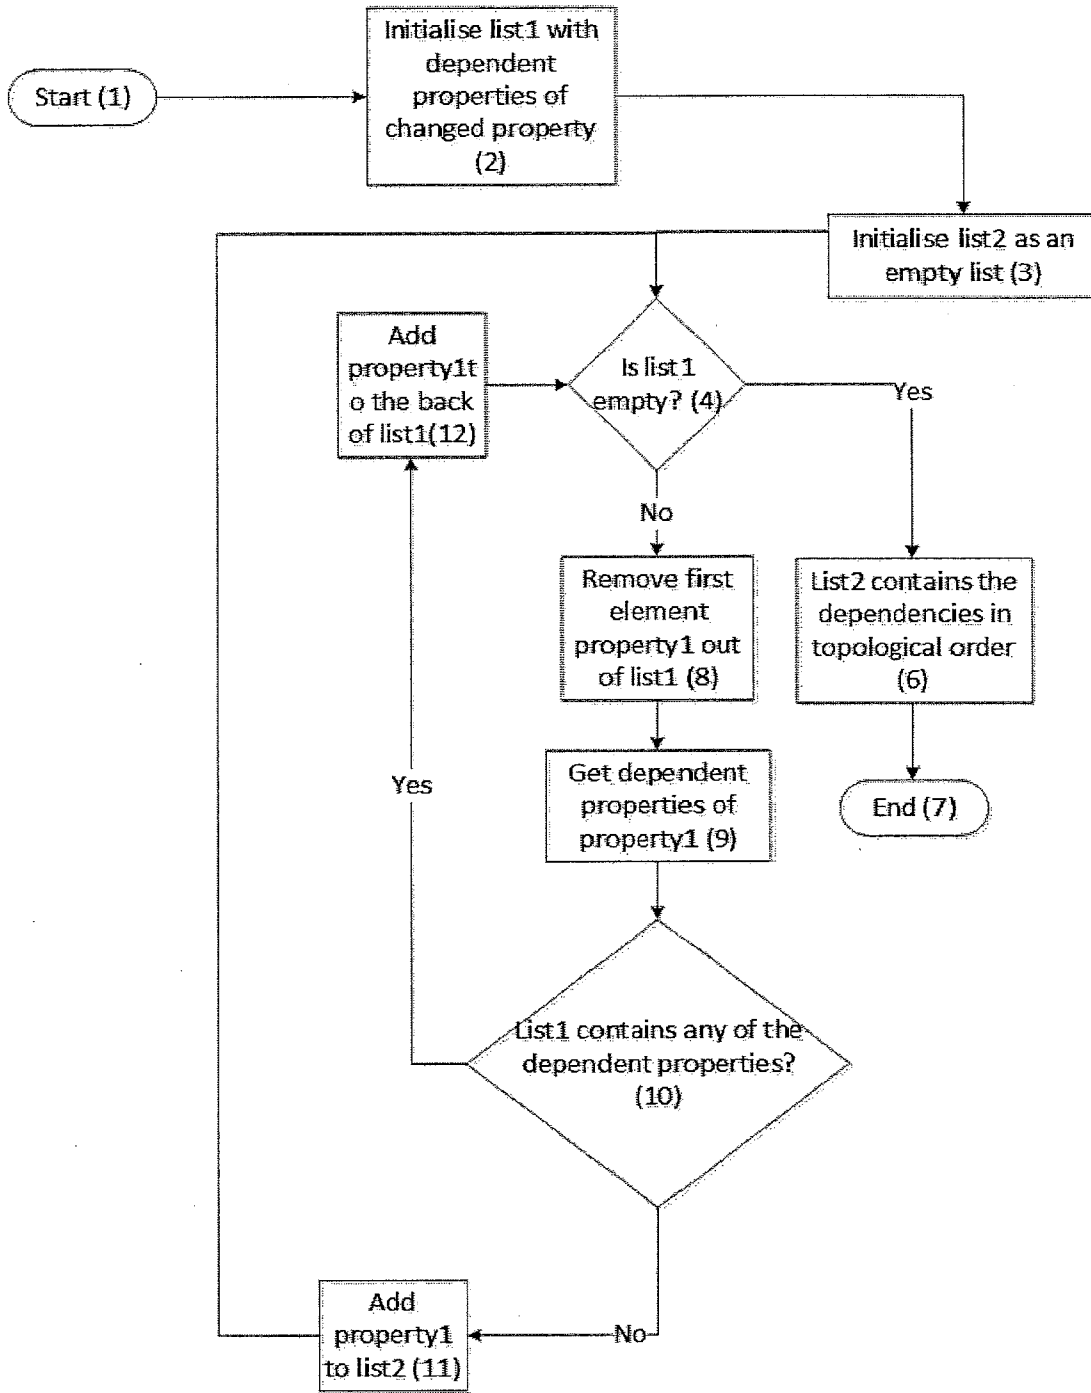 Initialise list1 with
dependent
properties of
changed property
(2)
Start (1)
Initialise list2 as an
empty list (3)
Add
property1t
o the back
of list1(12)
Is list1
empty? (4)
Yes
No
Remove first
element
property1 out
of list1 (8)
List2 contains the
dependencies in
topological order
(6)
Get dependent
properties of
property1 (9)
Yes
End (7)
List1 contains any of the
dependent properties?
(10)
Add
property1
to list2 (11)
No